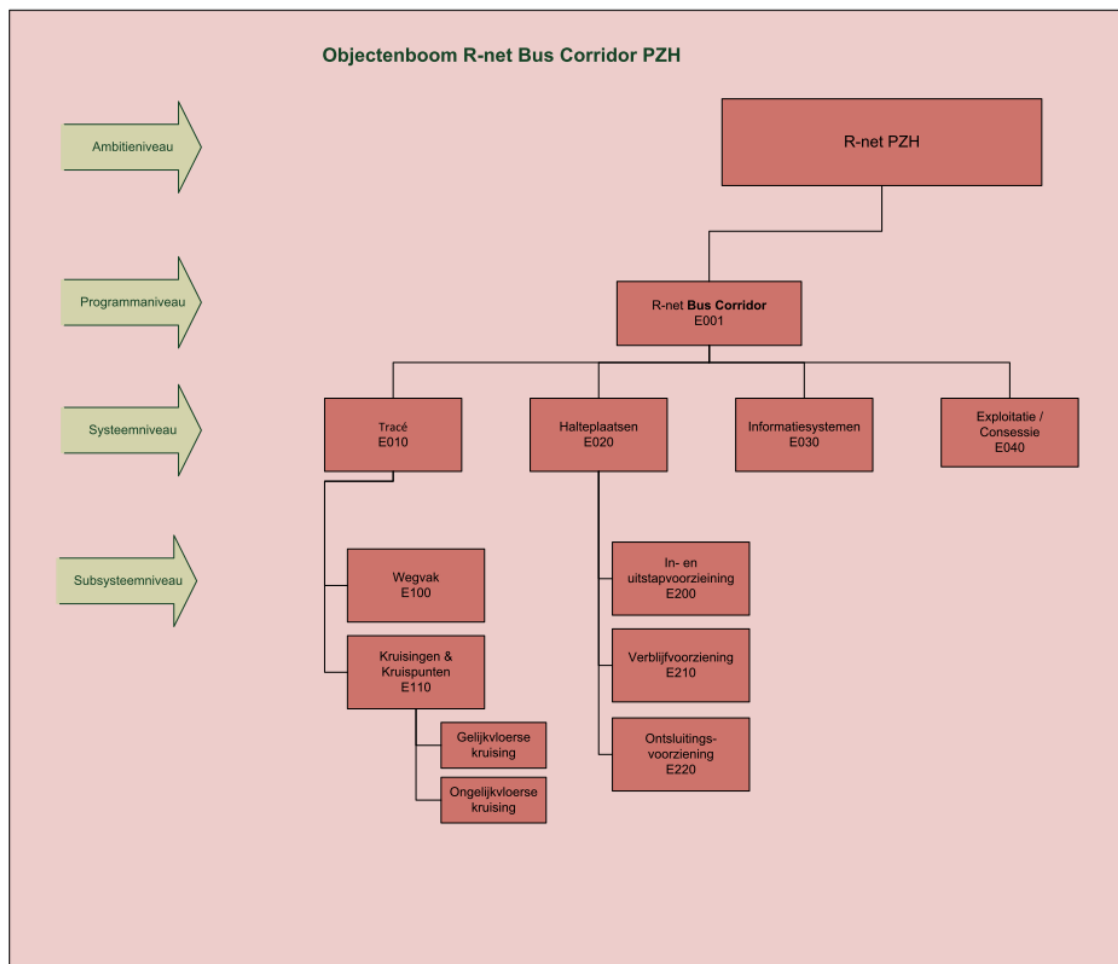 Objectenboom R-net Bus Corridor PZH
Ambitieniveau
R-net PZH
Programmaniveau
R-net Bus Corridor
E001
Systeemniveau
Tracé
E010
Halteplaatsen
E020
Informatiesystemen
E030
Exploitatie /
Consessie
E040
Subsysteemniveau
Wegvak
E100
Kruisingen &
Kruispunten
E110
Gelijkvloerse
kruising
Ongelijkvloerse
kruising
In- en
uitstapvoorzieining
E200
Verblijfvoorziening
E210
Ontsluitings-
voorziening
E220